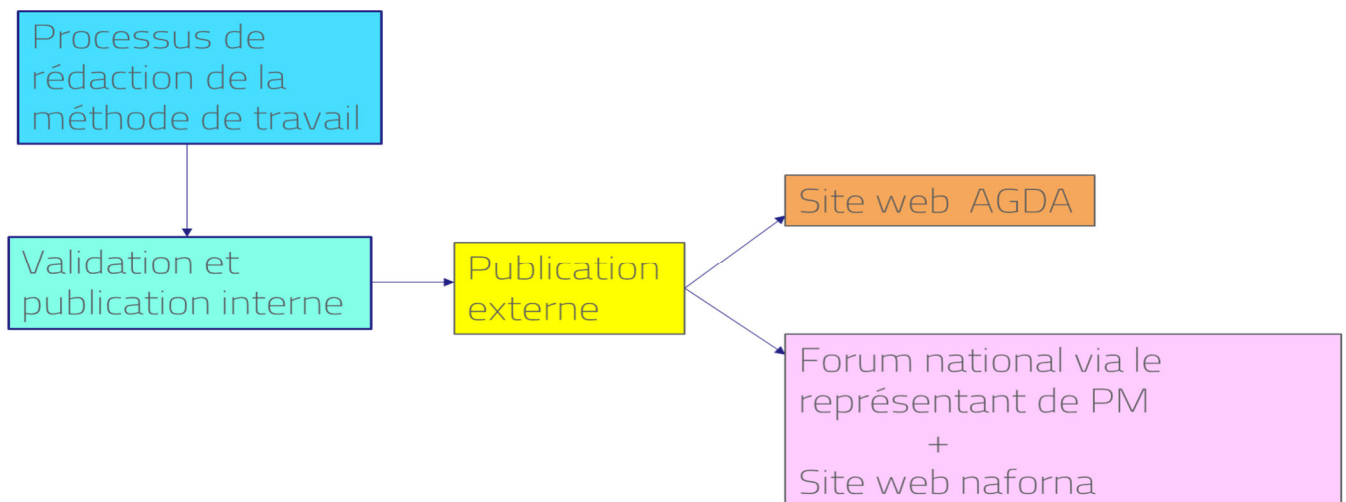 Processus de
rédaction de la
méthode de travail
Validation et
publication interne
Publication
externe
Site web AGDA
Forum national via le
représentant de PM
+
Site web naforna